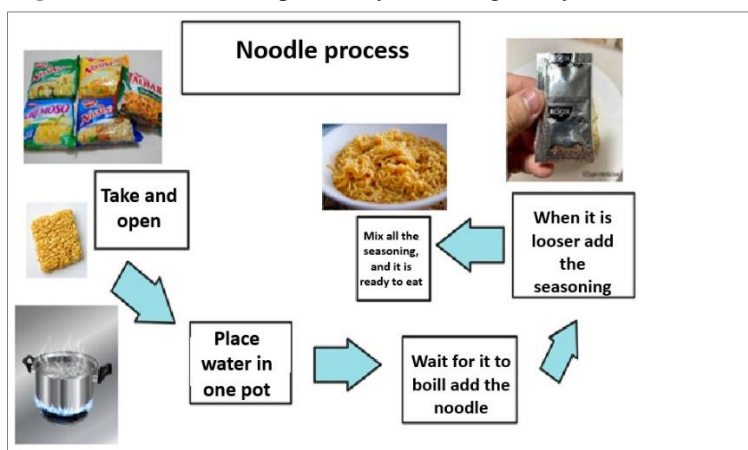 Noodle process
Take and
open
Place
water in
one pot
Wait for it to
boill add the
noodle
When it is
looser add
the
seasoning
Mix all the
seasoning,
and it is
ready to eat